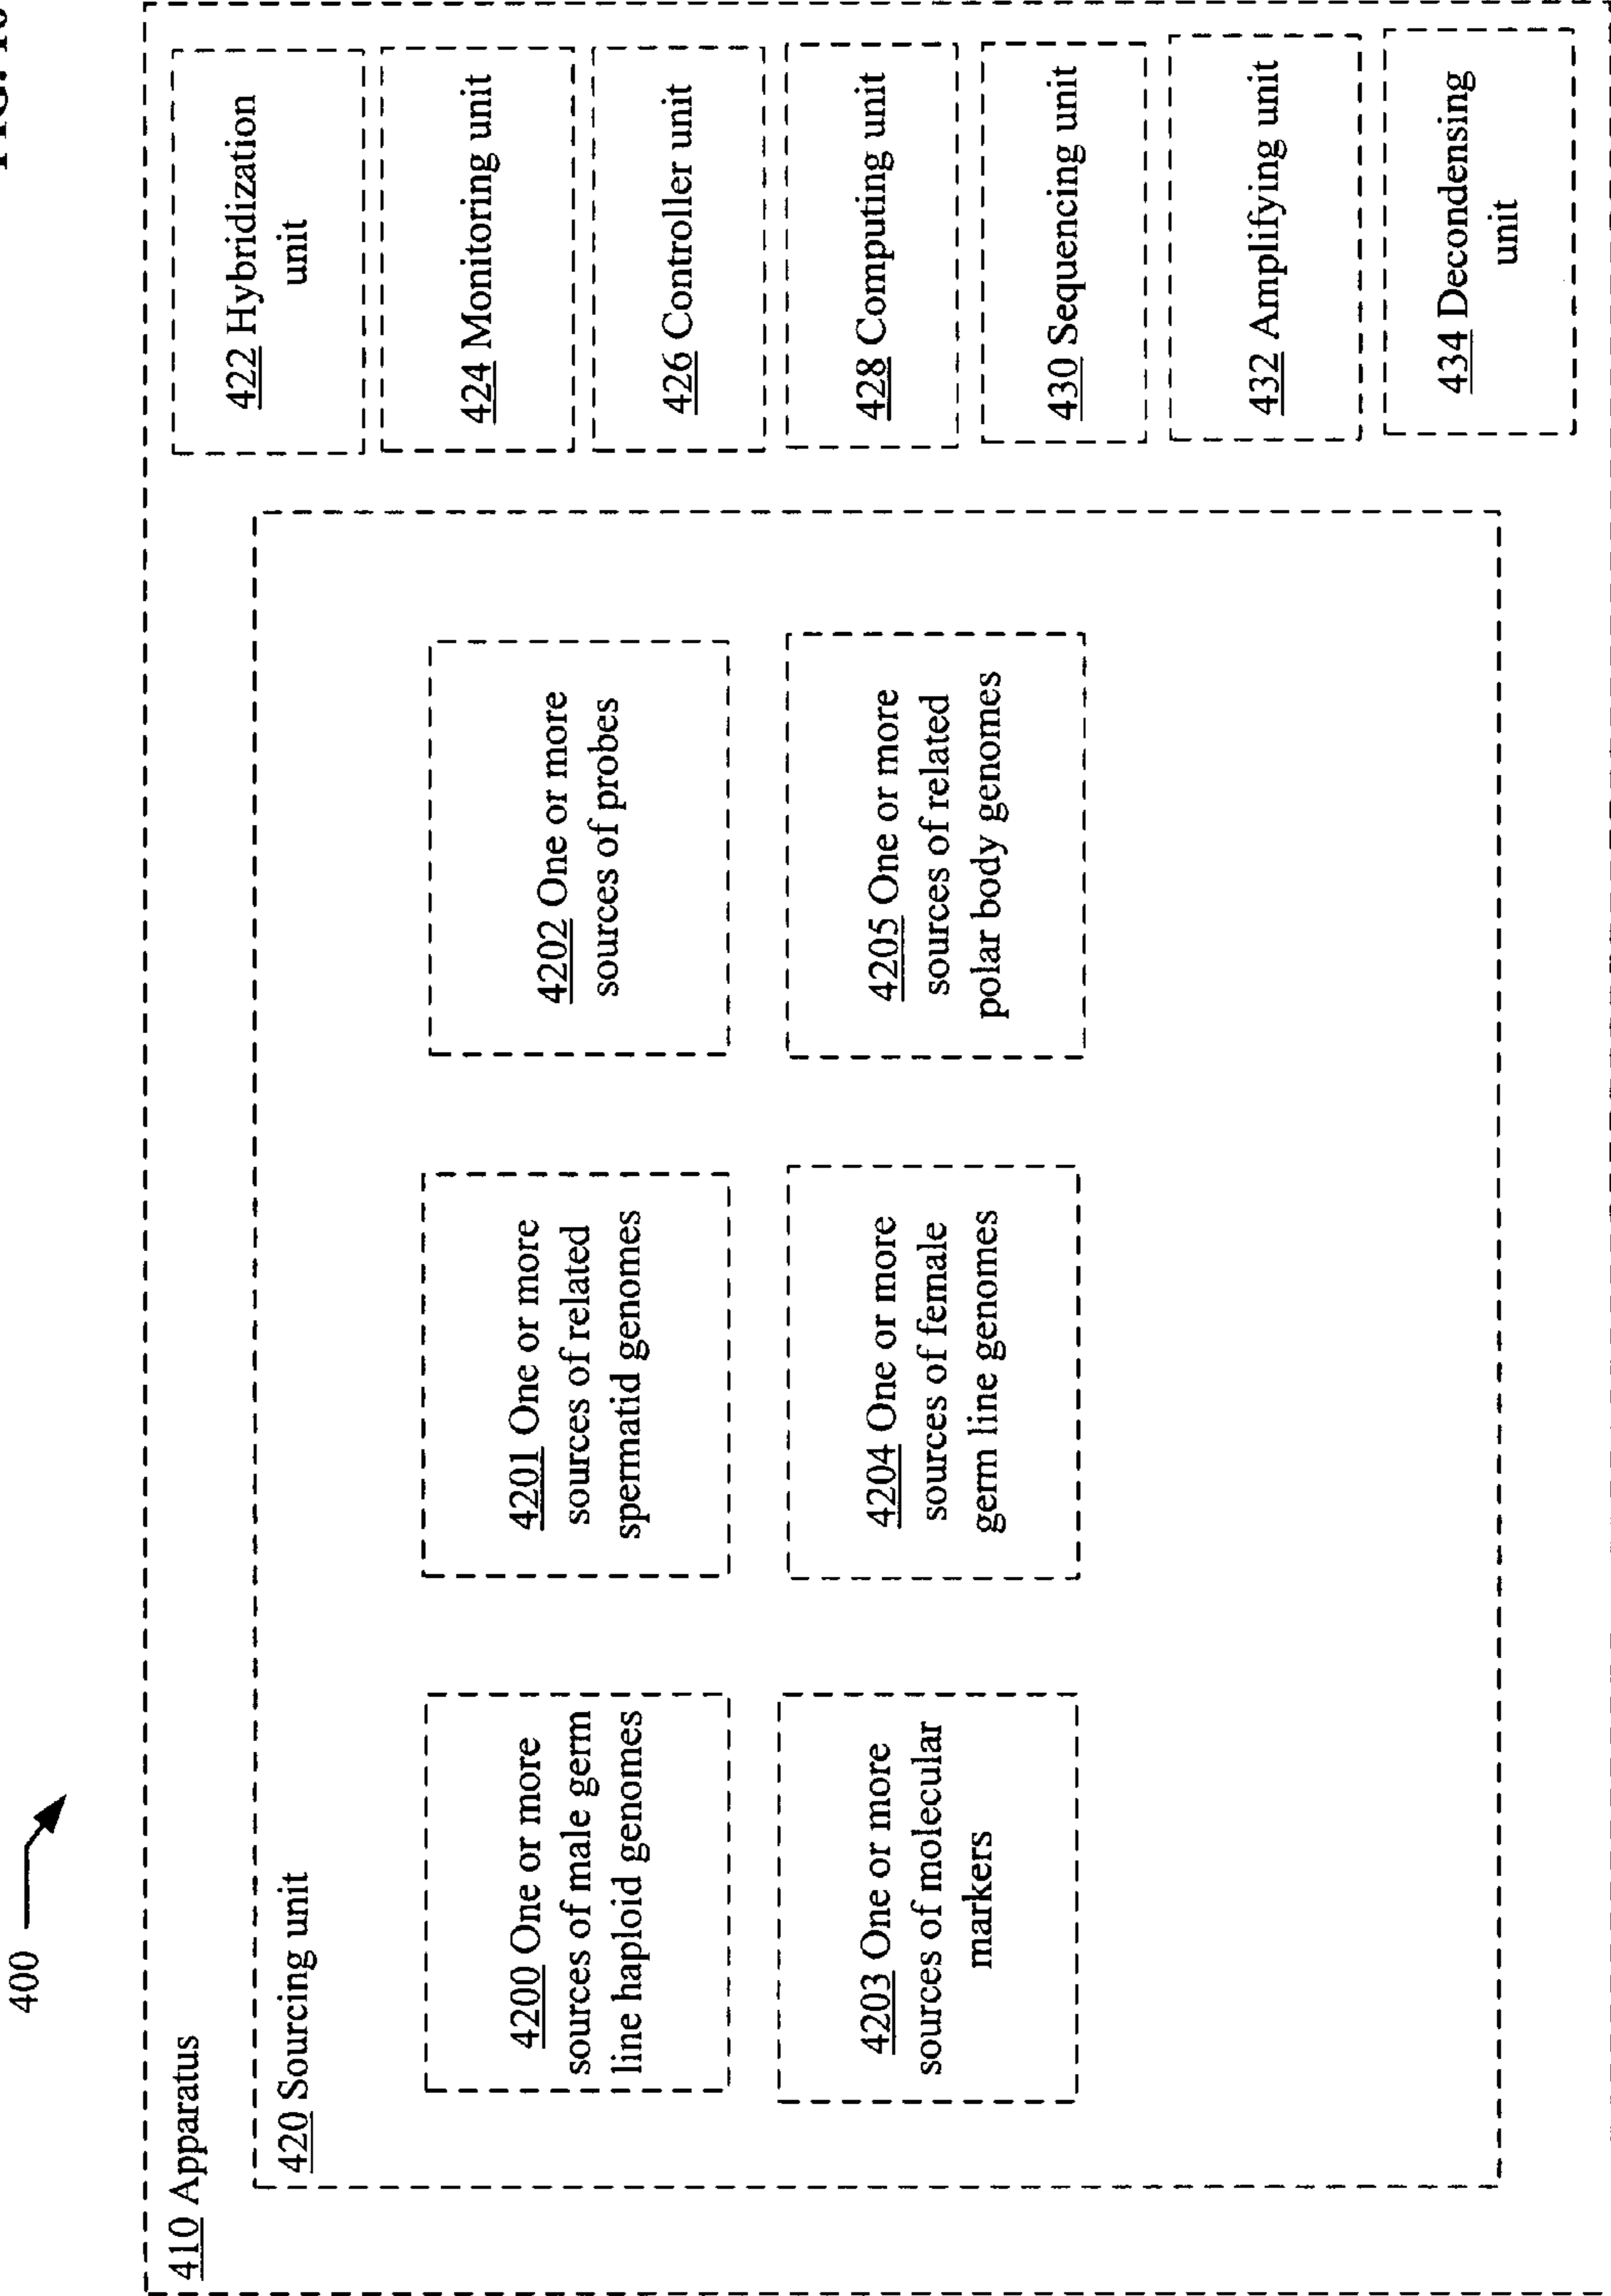 400
410 Apparatus
420 Sourcing unit
4200 One or more
sources of male germ
line haploid genomes
4201 One or more
sources of related
spermatid genomes
4202 One or more
sources of probes
4203 One or more
sources of molecular
markers
4204 One or more
sources of female
germ line genomes
4205 One or more
sources of related
polar body genomes
422 Hybridization
unit
424 Monitoring unit
426 Controller unit
428 Computing unit
430 Sequencing unit
432 Amplifying unit
434 Decondensing
unit